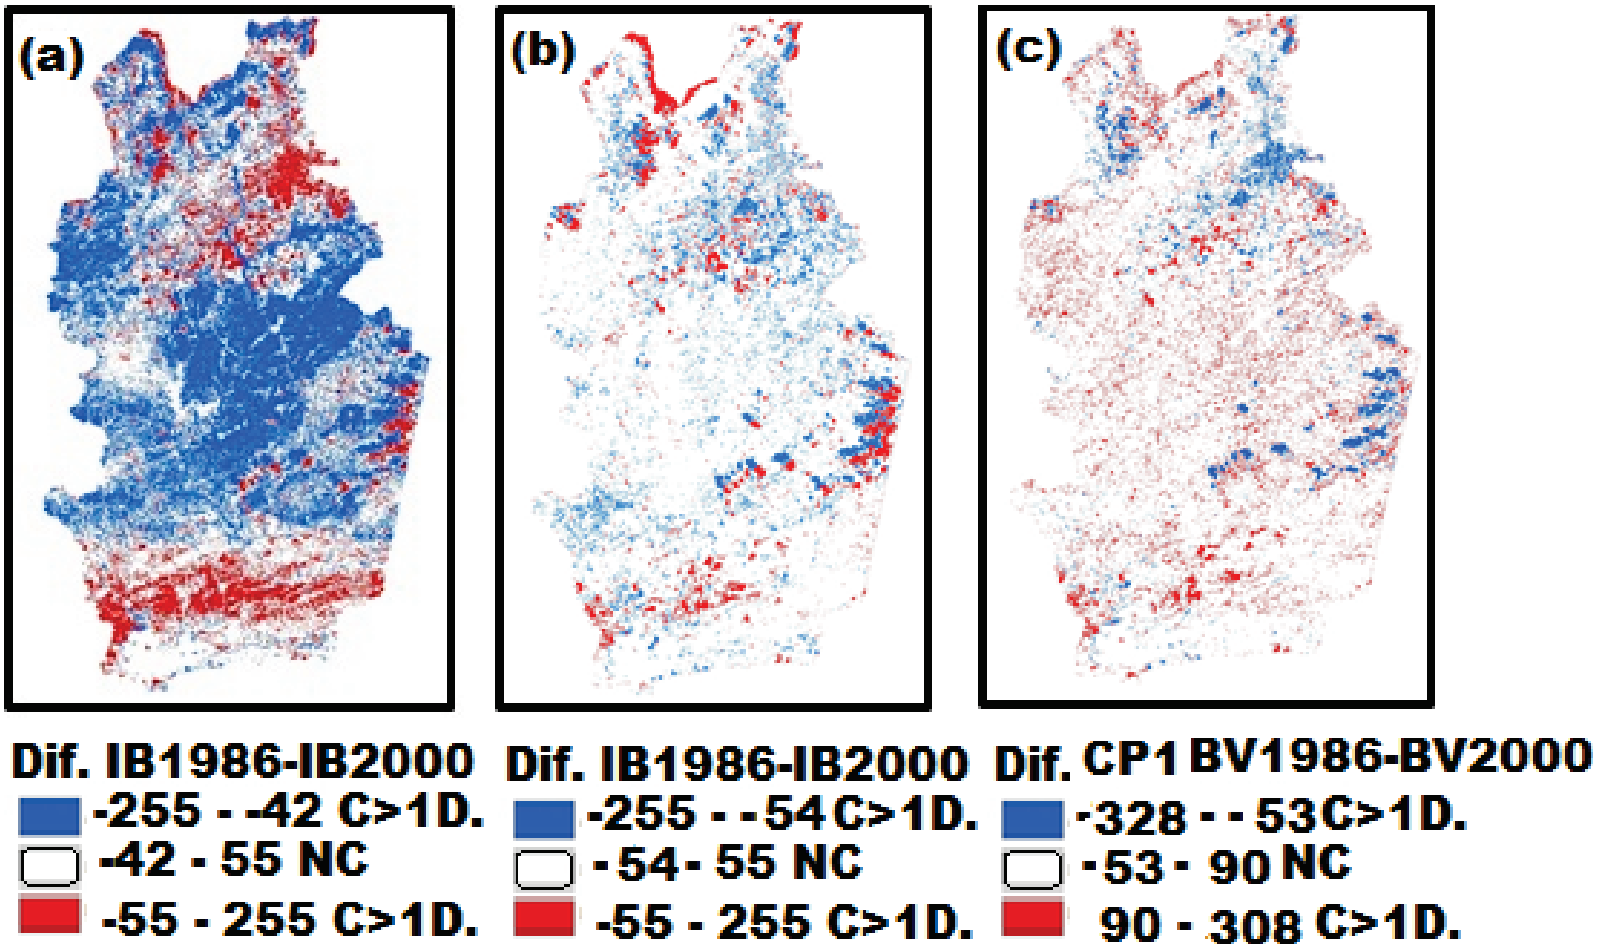 (a)
(b)
(c)
Dif. IB1986-IB2000
-255 - -42 C>1D.
-42 - 55 NC
-55 - 255 C>1D.
Dif. IB1986-IB2000
-255 - -54 C>1D.
-54- 55 NC
-55 - 255 C>1D.
Dif. CP1 BV1986-BV2000
-328 - - 53 C>1D.
-53- 90 NC
90 - 308 C>1D.